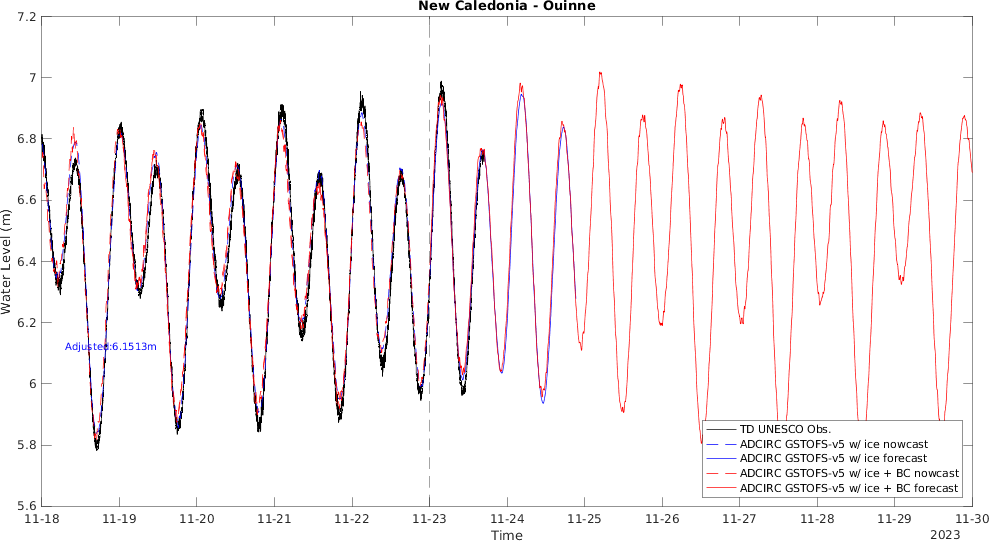 New Caledonia - Ouinne
7.2
7
6.8
6.6
6.4
6.2
6
5.8
5.6
Water Level (m)
Adjusted:6.1513m
TD UNESCO Obs.
ADCIRC GSTOFS-v5 w/ ice nowcast
ADCIRC GSTOFS-v5 w/ ice forecast
ADCIRC GSTOFS-v5 w/ ice + BC nowcast
ADCIRC GSTOFS-v5 w/ ice + BC forecast
11-18 11-19 11-20 11-21 11-22 11-23 11-24 11-25 11-26 11-27 11-28 11-29 11-30
Time
2023